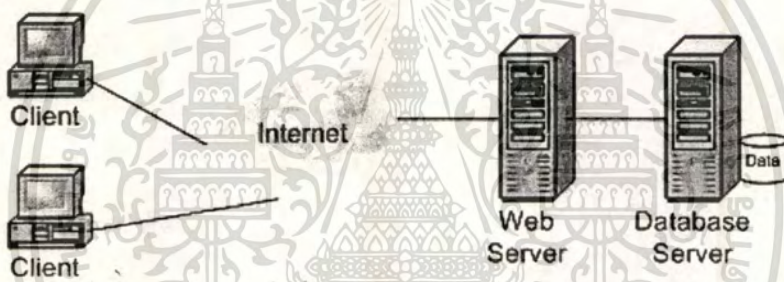 Client
Internet
Client
Web
Server
Database
Server
Data